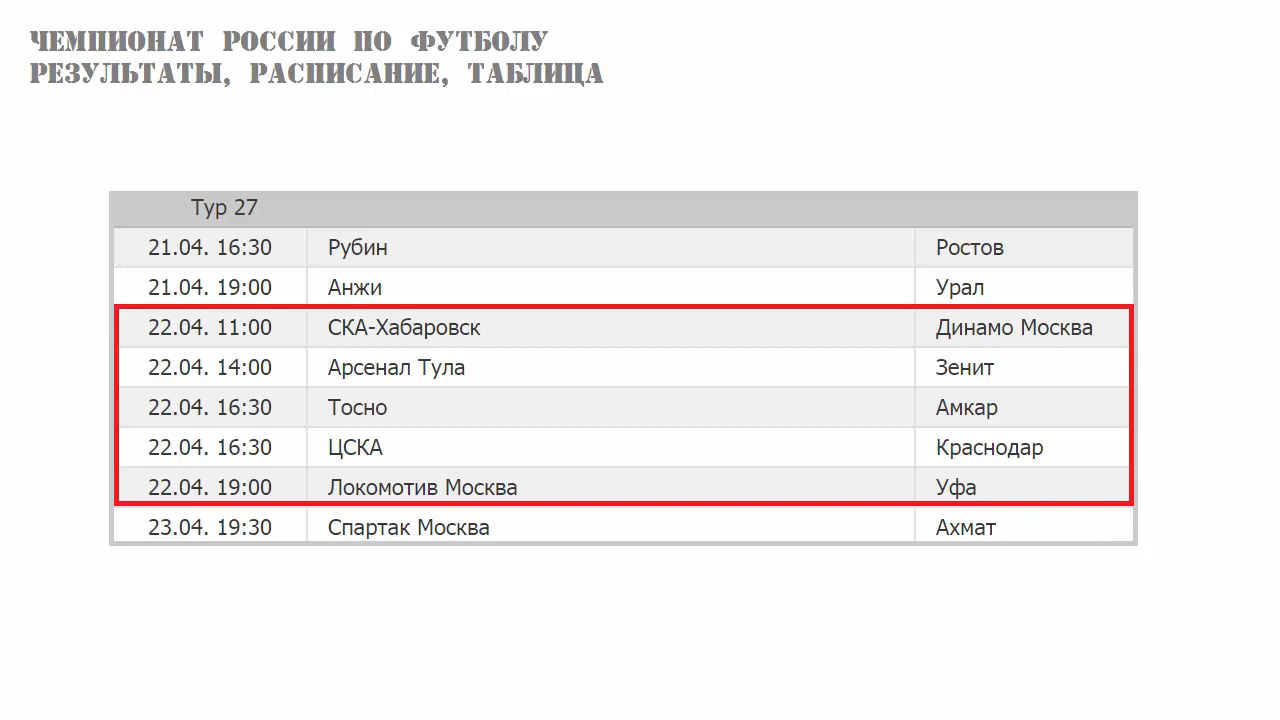 ЧЕМПИОНАТ РОССИИ ПО ФУТБОЛУ
РЕЗУЛЬТАТЫ, РАСПИСАНИЕ, ТАБЛИЦА
Тур 27
21.04. 16:30 Рубин Ростов
21.04. 19:00 Анжи Урал
22.04. 11:00 СКА-Хабаровск Динамо Москва
22.04. 14:00 Арсенал Тула Зенит
22.04. 16:30 Тосно Амкар
22.04. 16:30 ЦСКА Краснодар
22.04. 19:00 Локомотив Москва Уфа
23.04. 19:30 Спартак Москва Ахмат